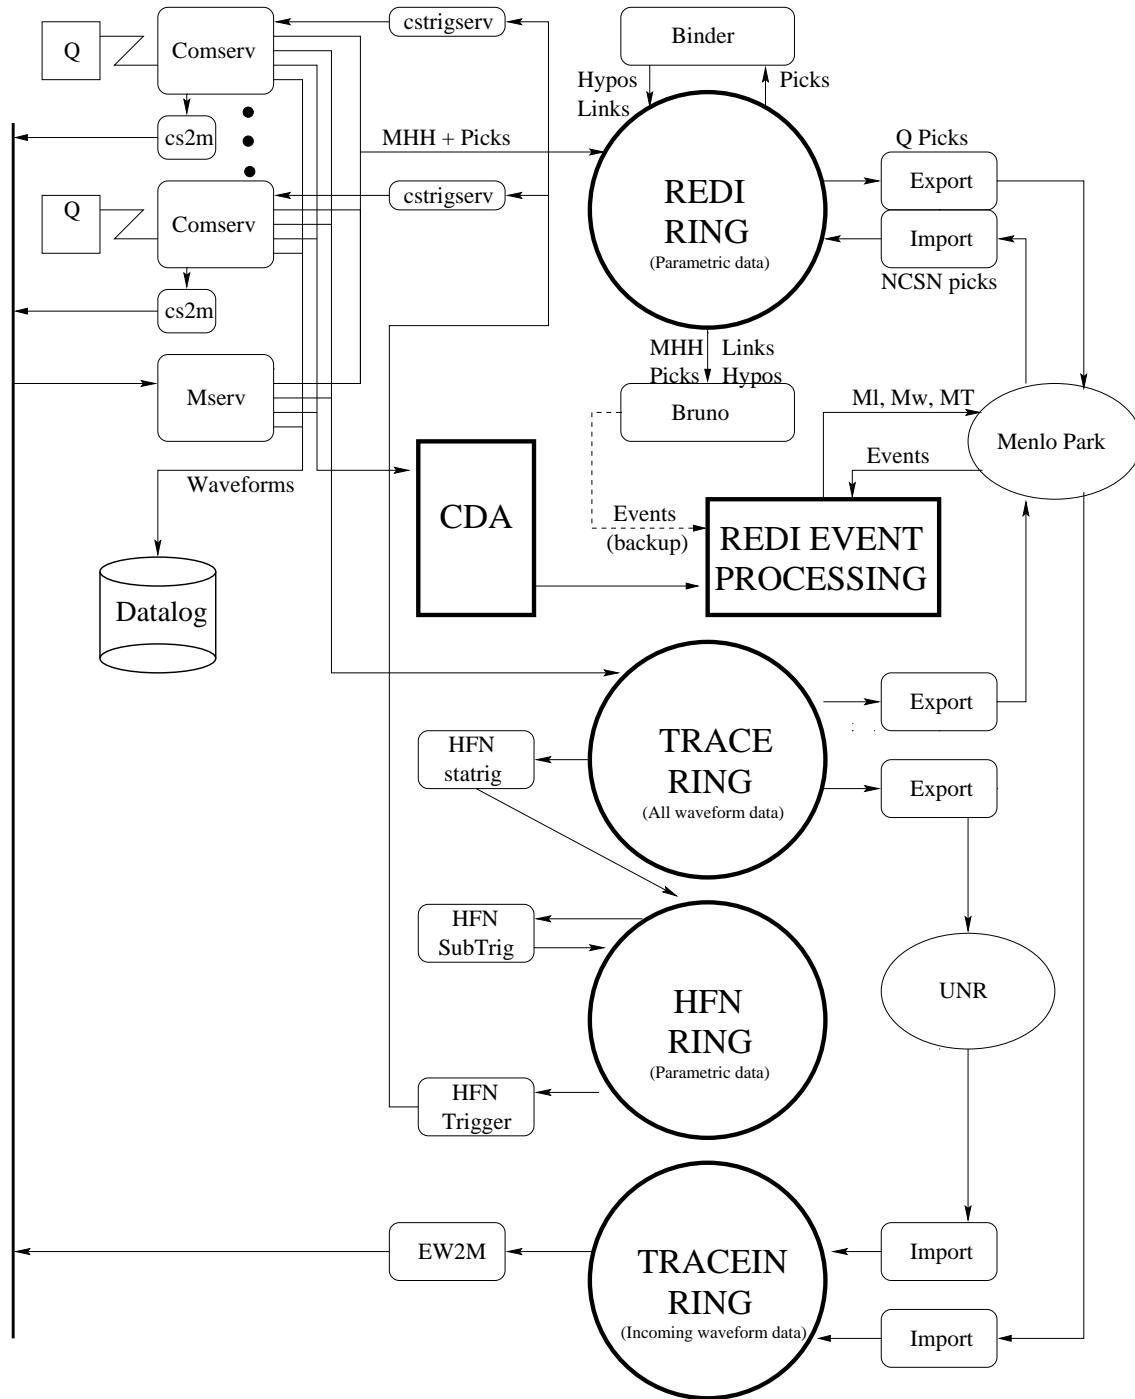 cstrigserv
Binder
Q
Comserv
Hypos
Picks
Links
cs2m
MHH + Picks
Q Picks
cstrigserv
Export
REDI
RING
(Parametric data)
Q
Comserv
Import
NCSN picks
cs2m
MHH Links
Picks Hypos
Mserv
Bruno
Ml, Mw, MT
Menlo Park
Events
Waveforms
CDA
Events
(backup)
REDI EVENT
PROCESSING
Datalog
Export
HFN
statrig
TRACE
RING
(All waveform data)
Export
HFN
SubTrig
UNR
HFN
RING
(Parametric data)
HFN
Trigger
EW2M
Import
TRACEIN
RING
(Incoming waveform data)
Import